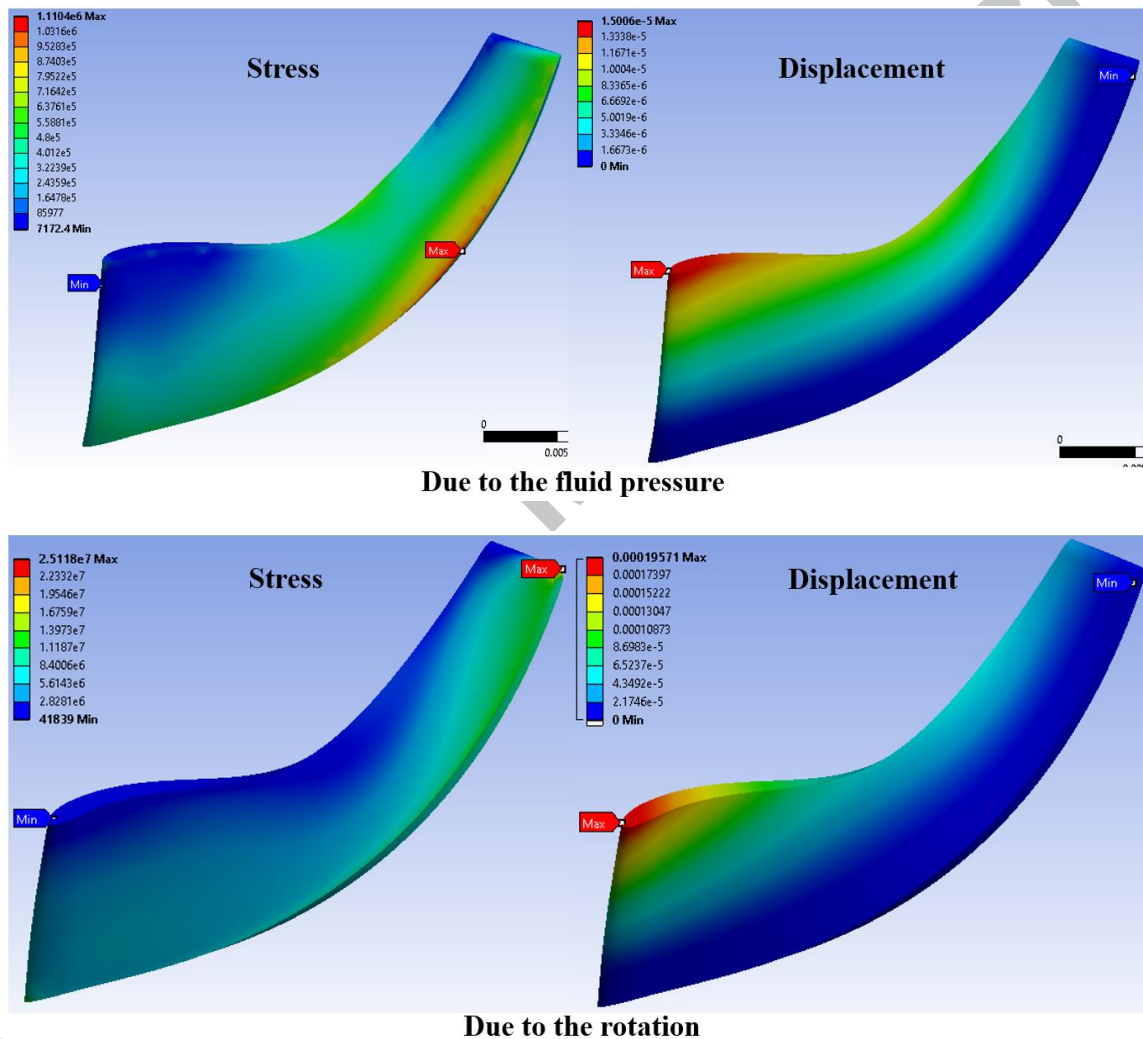 1.1104e6 Max
1.0316e6
9.5283e5
8.7403e5
7.9522e5
7.1642e5
6.3761e5
5.5881e5
4.8e5
4.012e5
3.2239e5
2.4359e5
1.6478e5
85977
7172.4 Min
Stress
Max
Min
0
0.005
1.5006e-5 Max
1.3338e-5
1.1671e-5
1.0004e-5
8.3365e-6
6.6692e-6
5.0019e-6
3.3346e-6
1.6673e-6
0 Min
Displacement
Min
Max
0
Due to the fluid pressure
2.5118e7 Max
2.2332e7
1.9546e7
1.6759e7
1.3973e7
1.1187e7
8.4006e6
5.6143e6
2.8281e6
41839 Min
Stress
Max
Min
0.00019571 Max
0.00017397
0.00015222
0.00013047
0.00010873
8.6983e-5
6.5237e-5
4.3492e-5
2.1746e-5
0 Min
Displacement
Min
Max
Due to the rotation